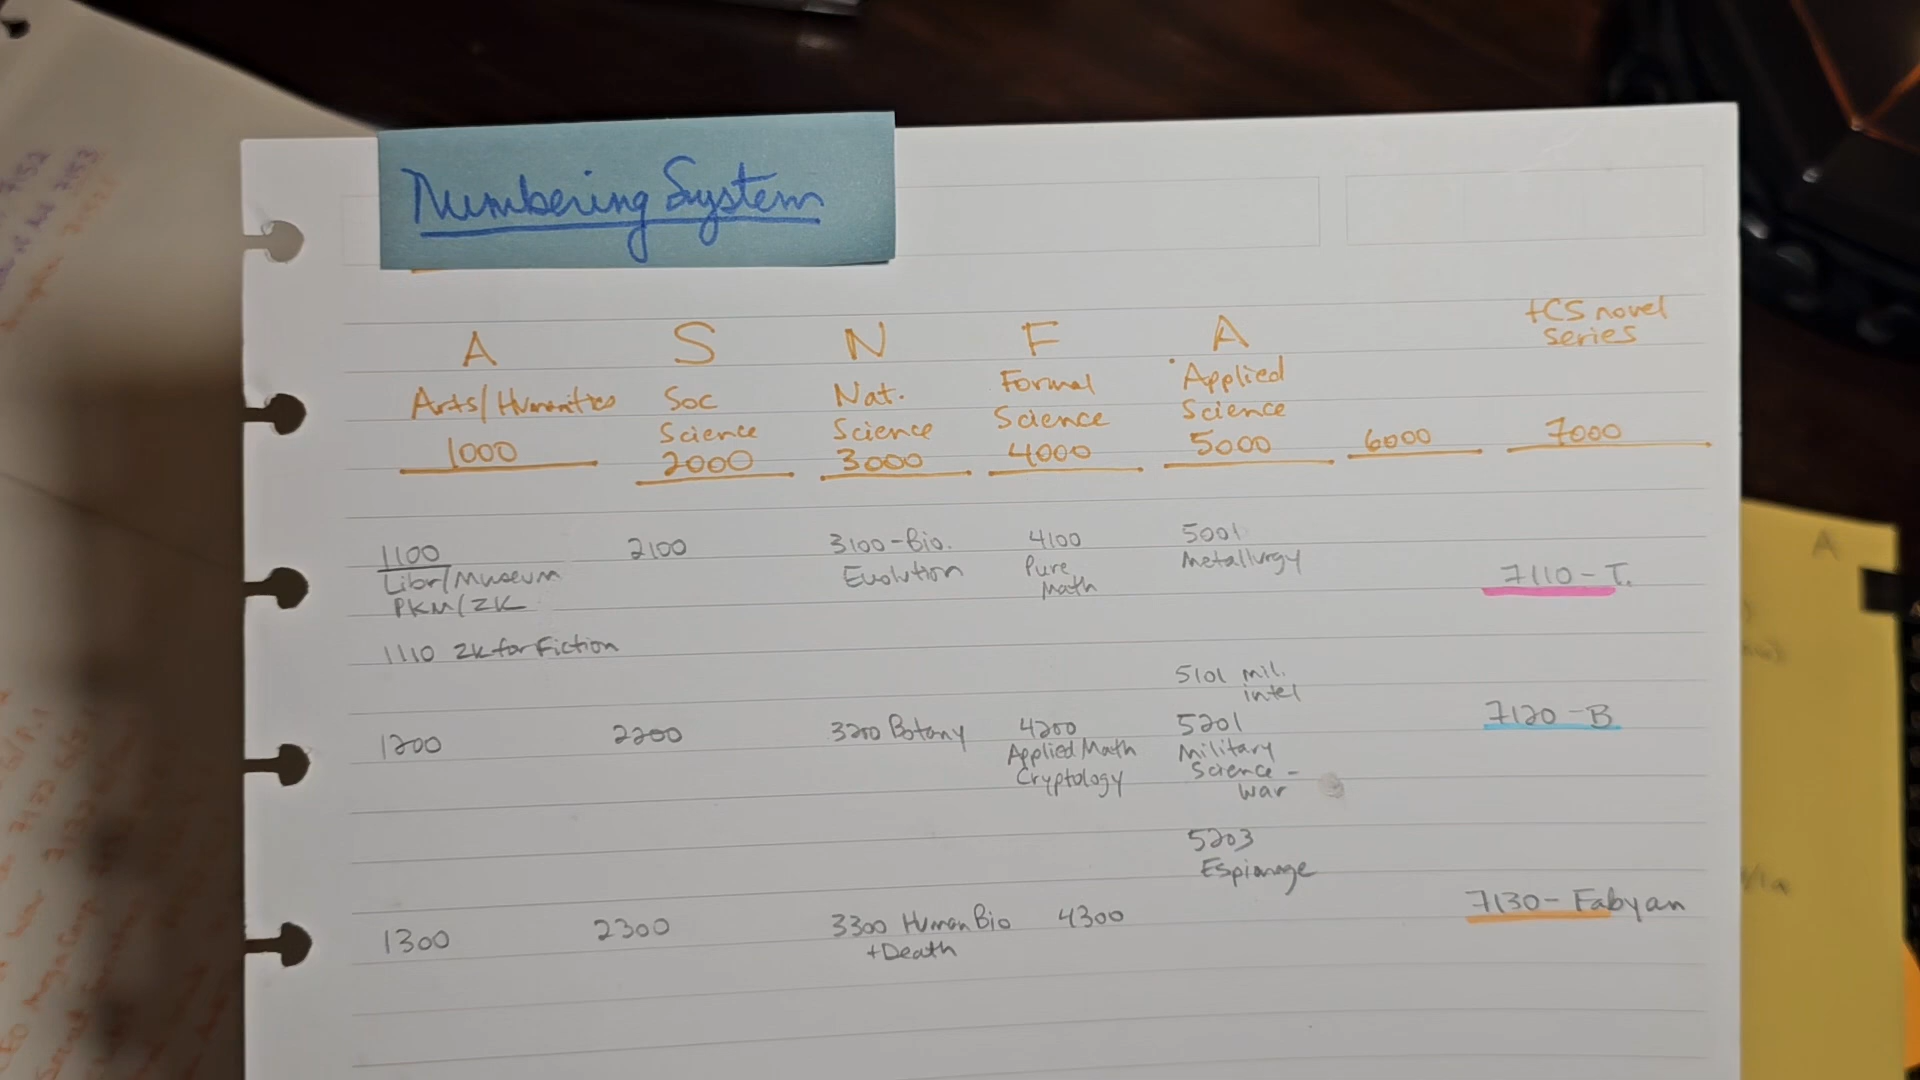 Numbering System
A
Arts/Humanities
1000
S
Soc
Science
2000
N
Nat.
Science
3000
F
Formal
Science
4000
A
Applied
Science
5000
6000
tCS novel
series
7000
1100
Libr/Museum
PKM/ZK
1110 ZK for Fiction
1200
1300
2100
2200
2300
3100-Bio.
Evolution
3200 Botany
3300 Human Bio
+Death
4100
Pure
Math
4200
Applied Math
Cryptology
4300
5001
Metallurgy
5101 mil.
intel
5201
Military
Science -
War
5203
Espionage
7110-T.
7120-B
7130-Fabyan
A